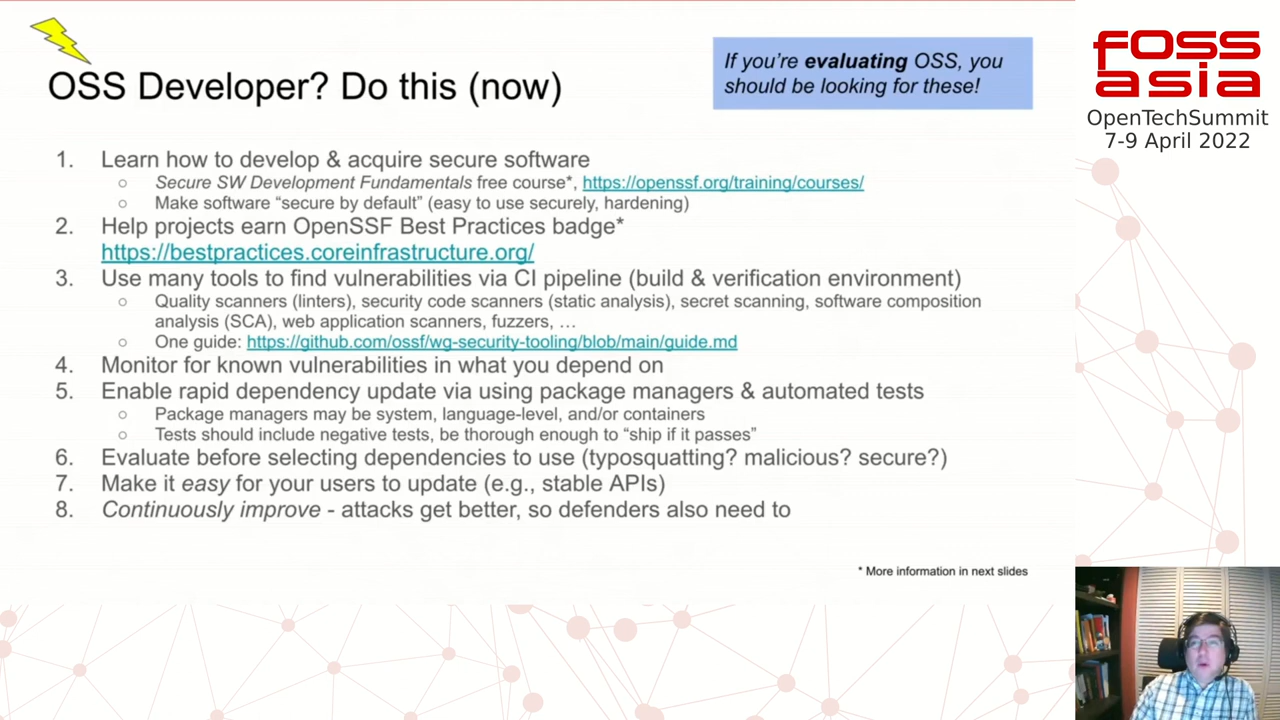 OSS Developer? Do this (now)
If you're evaluating OSS, you
should be looking for these!
1. Learn how to develop & acquire secure software
○ Secure SW Development Fundamentals free course*, https://openssf.org/training/courses/
○ Make software “secure by default” (easy to use securely, hardening)
2. Help projects earn OpenSSF Best Practices badge*
https://bestpractices.coreinfrastructure.org/
3. Use many tools to find vulnerabilities via CI pipeline (build & verification environment)
○ Quality scanners (linters), security code scanners (static analysis), secret scanning, software composition
analysis (SCA), web application scanners, fuzzers, …
○ One guide: https://github.com/ossf/wg-security-tooling/blob/main/guide.md
4. Monitor for known vulnerabilities in what you depend on
5. Enable rapid dependency update via using package managers & automated tests
○ Package managers may be system, language-level, and/or containers
○ Tests should include negative tests, be thorough enough to “ship if it passes”
6. Evaluate before selecting dependencies to use (typosquatting? malicious? secure?)
7. Make it easy for your users to update (e.g., stable APIs)
8. Continuously improve - attacks get better, so defenders also need to
* More information in next slides
foss
asia
OpenTechSummit
7-9 April 2022